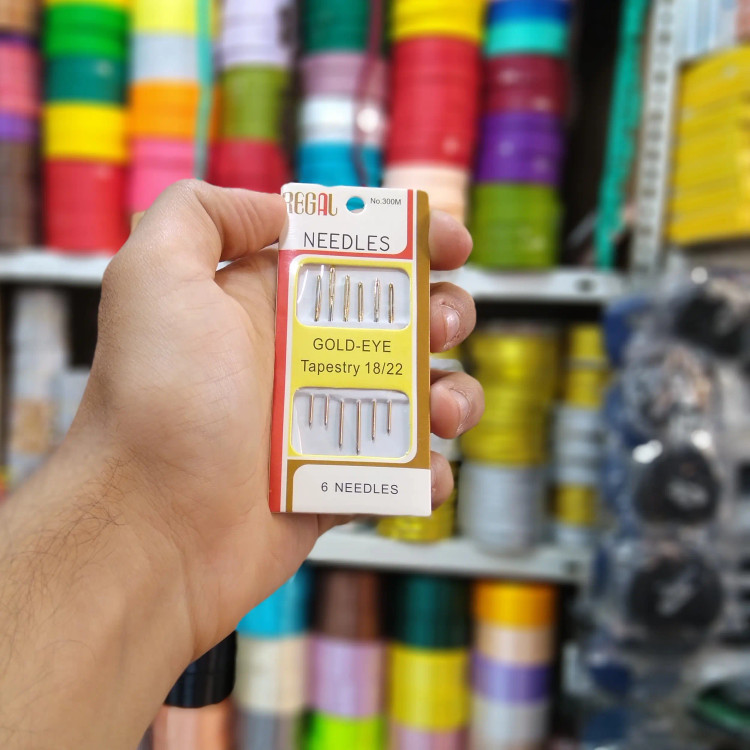 REGAL
No.300M
NEEDLES
GOLD-EYE
Tapestry 18/22
6 NEEDLES